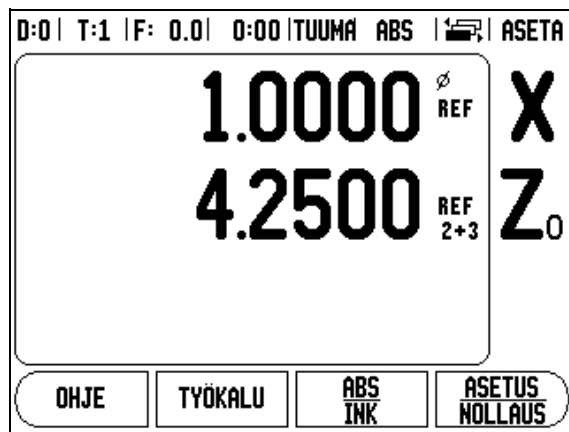 D:0 | T:1 | F: 0.0 | 0:00 | TUUMA ABS | | ASETA
1.0000 Ø REF X
4.2500 REF 2+3 Z0
OHJE TYÖKALU ABS INK ASETUS NOLLAUS